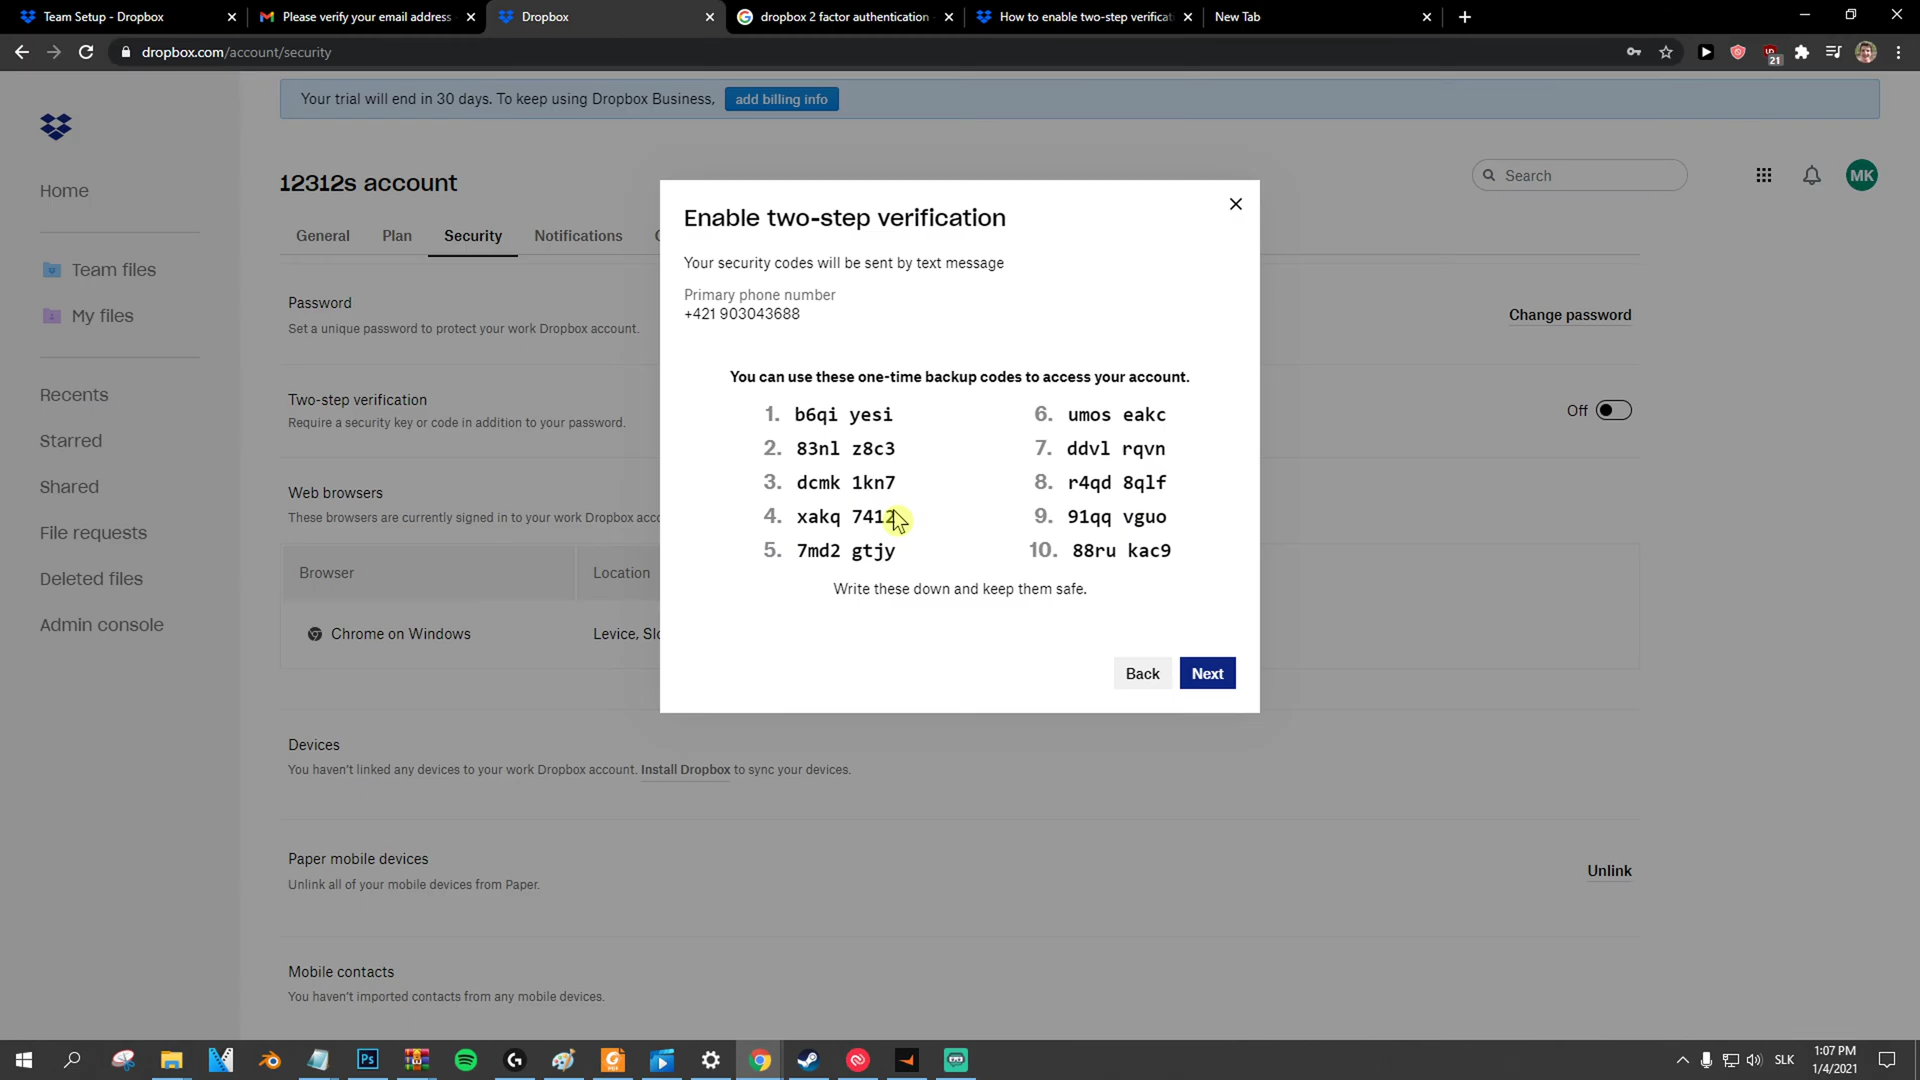 Team Setup - Dropbox
Please verify your email address
Dropbox
dropbox 2 factor authentication
How to enable two-step verificat
New Tab
dropbox.com/account/security
21
Your trial will end in 30 days. To keep using Dropbox Business, add billing info
12312s account
Search
MK
Home
Team files
My files
Recents
Starred
Shared
File requests
Deleted files
Admin console
General
Plan
Security
Notifications
Password
Set a unique password to protect your work Dropbox account.
Change password
Two-step verification
Require a security key or code in addition to your password.
Off
Web browsers
These browsers are currently signed in to your work Dropbox acc
Browser
Location
Chrome on Windows
Levice, Slo
Devices
You haven't linked any devices to your work Dropbox account. Install Dropbox to sync your devices.
Paper mobile devices
Unlink all of your mobile devices from Paper.
Unlink
Mobile contacts
You haven't imported contacts from any mobile devices.
Enable two-step verification
Your security codes will be sent by text message
Primary phone number
+421 903043688
You can use these one-time backup codes to access your account.
1. b6qi yesi
2. 83nl z8c3
3. dcmk 1kn7
4. xakq 7412
5. 7md2 gtjy
6. umos eakc
7. ddvl rqvn
8. r4qd 8qlf
9. 91qq vguo
10. 88ru kac9
Write these down and keep them safe.
Back
Next
Ps
SLK
1:07 PM
1/4/2021